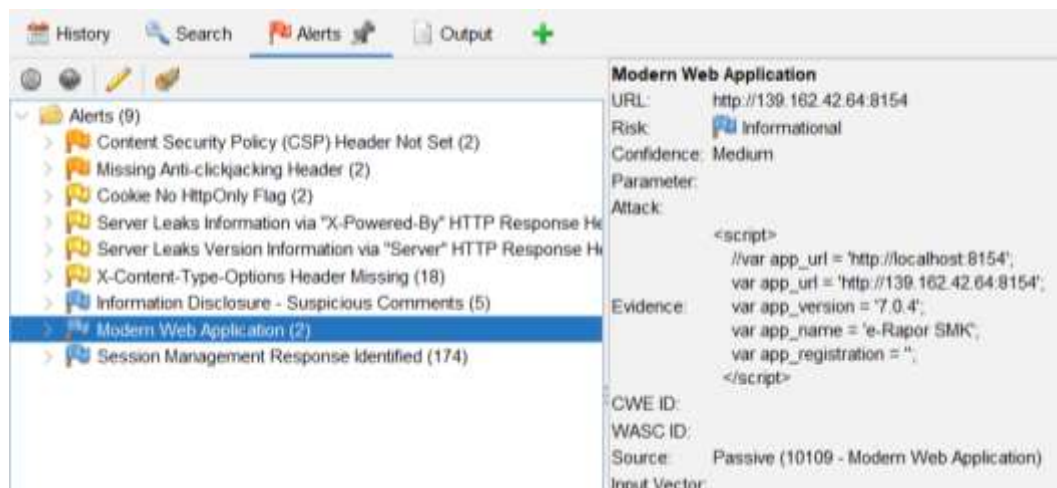 History Search Alerts Output
Alerts (9)
Content Security Policy (CSP) Header Not Set (2)
Missing Anti-clickjacking Header (2)
Cookie No HttpOnly Flag (2)
Server Leaks Information via "X-Powered-By" HTTP Response He
Server Leaks Version Information via "Server" HTTP Response He
X-Content-Type-Options Header Missing (18)
Information Disclosure - Suspicious Comments (5)
Modern Web Application (2)
Session Management Response Identified (174)
Modern Web Application
URL: http://139.162.42.64:8154
Risk: Informational
Confidence: Medium
Parameter:
Attack:
<script>
//var app_url = 'http://localhost:8154';
var app_url = 'http://139.162.42.64:8154';
Evidence: var app_version = '7.0.4';
var app_name = 'e-Rapor SMK';
var app_registration = '';
</script>
CWE ID:
WASC ID:
Source: Passive (10109 - Modern Web Application)
Input Vector: